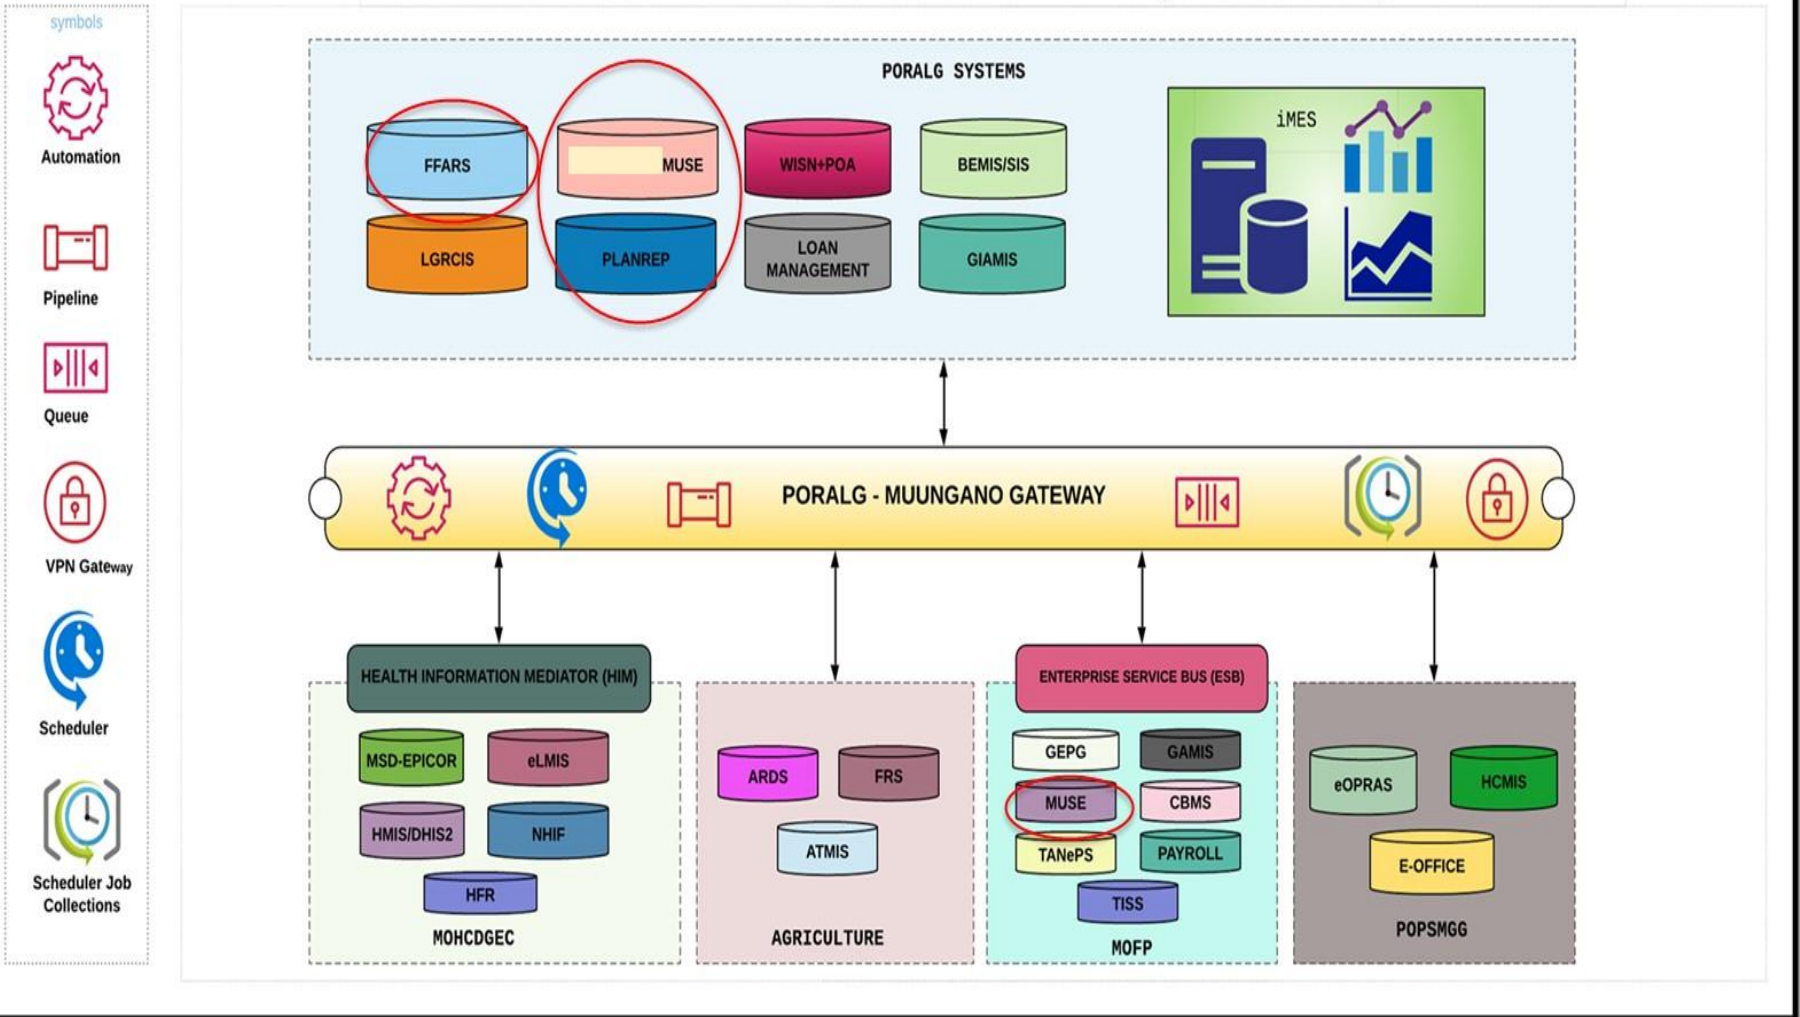 symbols
Automation
Pipeline
Queue
VPN Gateway
Scheduler
Scheduler Job
Collections
PORALG SYSTEMS
FFARS
MUSE
WISN+POA
BEMIS/SIS
LGRCIS
PLANREP
LOAN
MANAGEMENT
GIAMIS
iMES
PORALG - MUUNGANO GATEWAY
HEALTH INFORMATION MEDIATOR (HIM)
MSD-EPICOR
eLMIS
HMIS/DHIS2
NHIF
HFR
MOHCDGEC
ARDS
FRS
ATMIS
AGRICULTURE
ENTERPRISE SERVICE BUS (ESB)
GEPG
GAMIS
MUSE
CBMS
TANePS
PAYROLL
TISS
MOFP
eOPRAS
HCMIS
E-OFFICE
POPSMGG